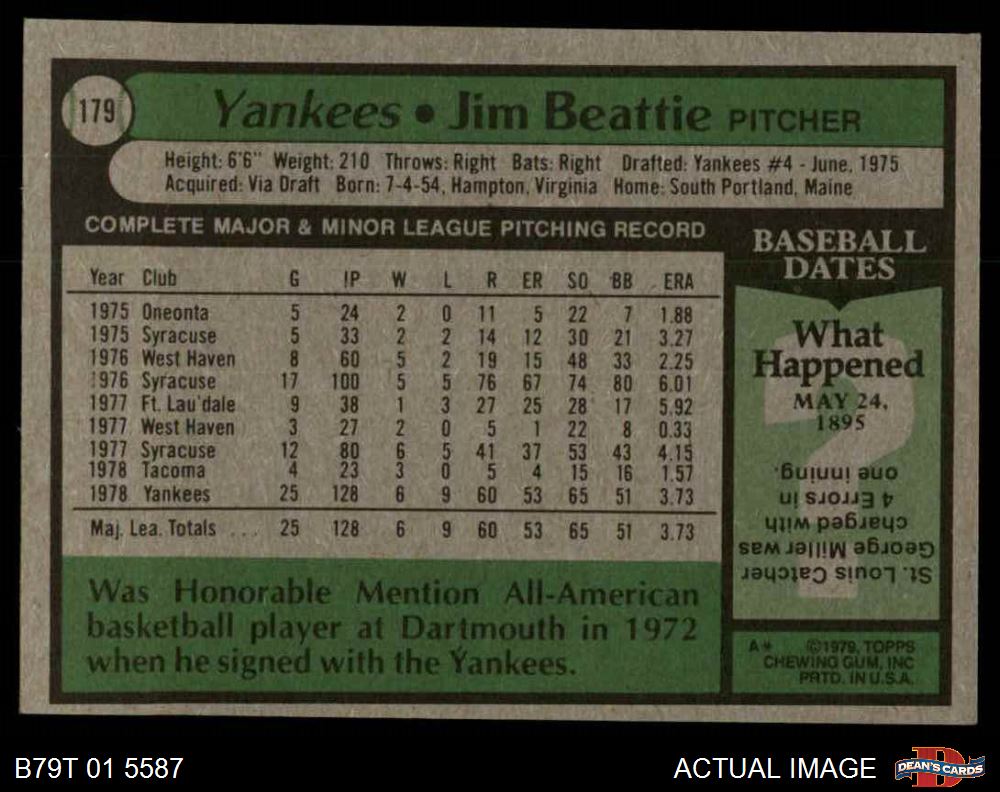 179
Yankees • Jim Beattie PITCHER
Height: 6'6" Weight: 210 Throws: Right Bats: Right Drafted: Yankees #4 - June, 1975
Acquired: Via Draft Born: 7-4-54, Hampton, Virginia Home: South Portland, Maine
COMPLETE MAJOR & MINOR LEAGUE PITCHING RECORD
Year Club G IP W L R ER SO BB ERA
1975 Oneonta 5 24 2 0 11 5 22 7 1.88
1975 Syracuse 5 33 2 2 14 12 30 21 3.27
1976 West Haven 8 60 5 2 19 15 48 33 2.25
1976 Syracuse 17 100 5 5 76 67 74 80 6.01
1977 Ft. Lau'dale 9 38 1 3 27 25 28 17 5.92
1977 West Haven 3 27 2 0 5 1 22 8 0.33
1977 Syracuse 12 80 6 5 41 37 53 43 4.15
1978 Tacoma 4 23 3 0 5 4 15 16 1.57
1978 Yankees 25 128 6 9 60 53 65 51 3.73
Maj. Lea. Totals ... 25 128 6 9 60 53 65 51 3.73
Was Honorable Mention All-American
basketball player at Dartmouth in 1972
when he signed with the Yankees.
BASEBALL
DATES
What
Happened
MAY 24,
1895
St. Louis Catcher
George Miller was
charged with
4 Errors in
one inning.
A* ©1979, TOPPS
CHEWING GUM, INC
PRTD. IN U.S.A.
B79T 01 5587
ACTUAL IMAGE
DEAN'S CARDS